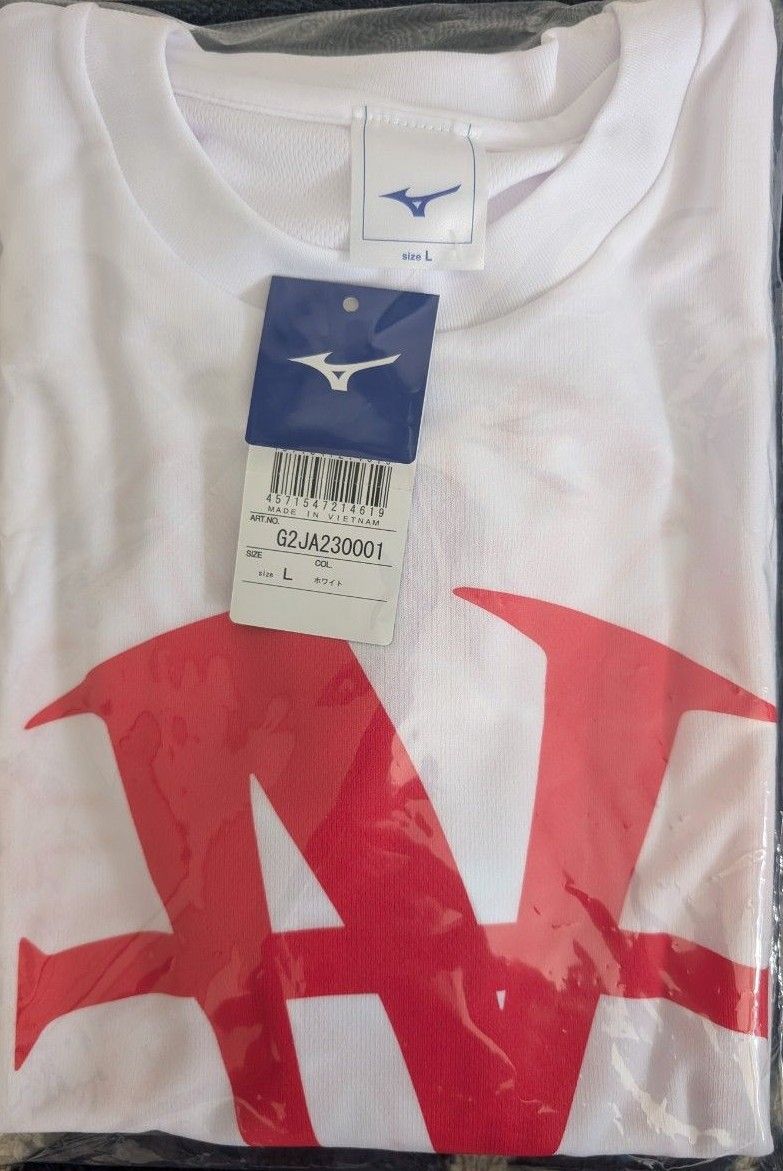 size L
4571547214619
MADE IN VIETNAM
ART.NO.
G2JA230001
SIZE
COL.
size L
ホワイト